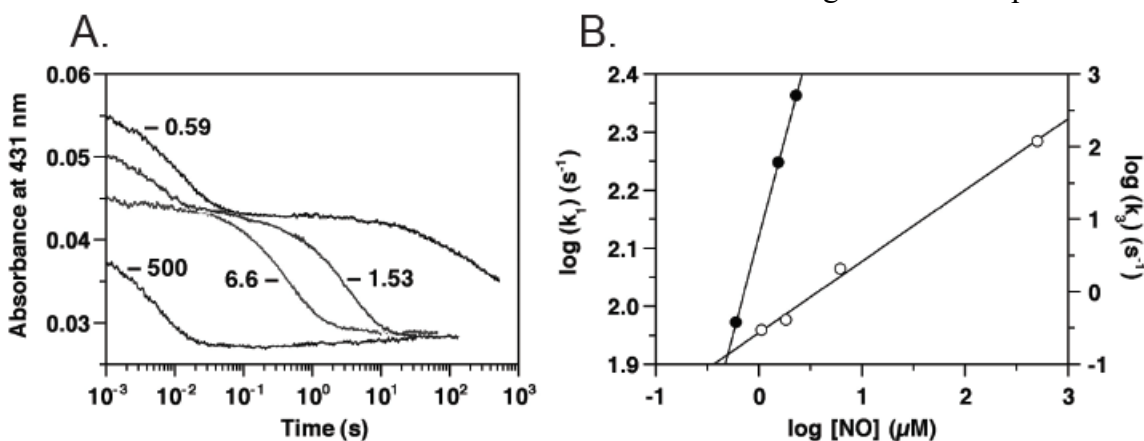 A.
B.
Absorbance at 431 nm
0.06
0.05
0.04
0.03
– 0.59
– 500
6.6 –
– 1.53
10⁻³ 10⁻² 10⁻¹ 10⁰ 10¹ 10² 10³
Time (s)
log (k₁) (s⁻¹)
2.4
2.3
2.2
2.1
2.0
1.9
3
2
1
0
-1
log (k₃) (s⁻¹)
-1 0 1 2 3
log [NO] (µM)